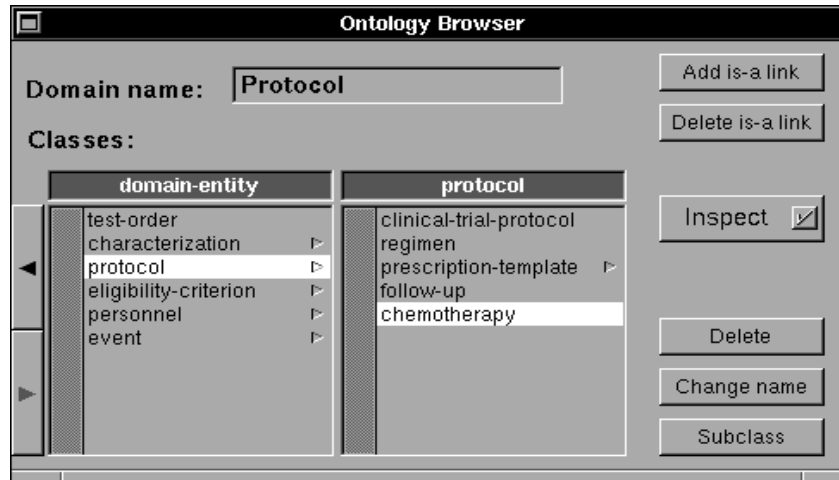 Ontology Browser
Domain name: Protocol
Add is-a link
Delete is-a link
Classes:
domain-entity
test-order
characterization
protocol
eligibility-criterion
personnel
event
protocol
clinical-trial-protocol
regimen
prescription-template
follow-up
chemotherapy
Inspect
Delete
Change name
Subclass